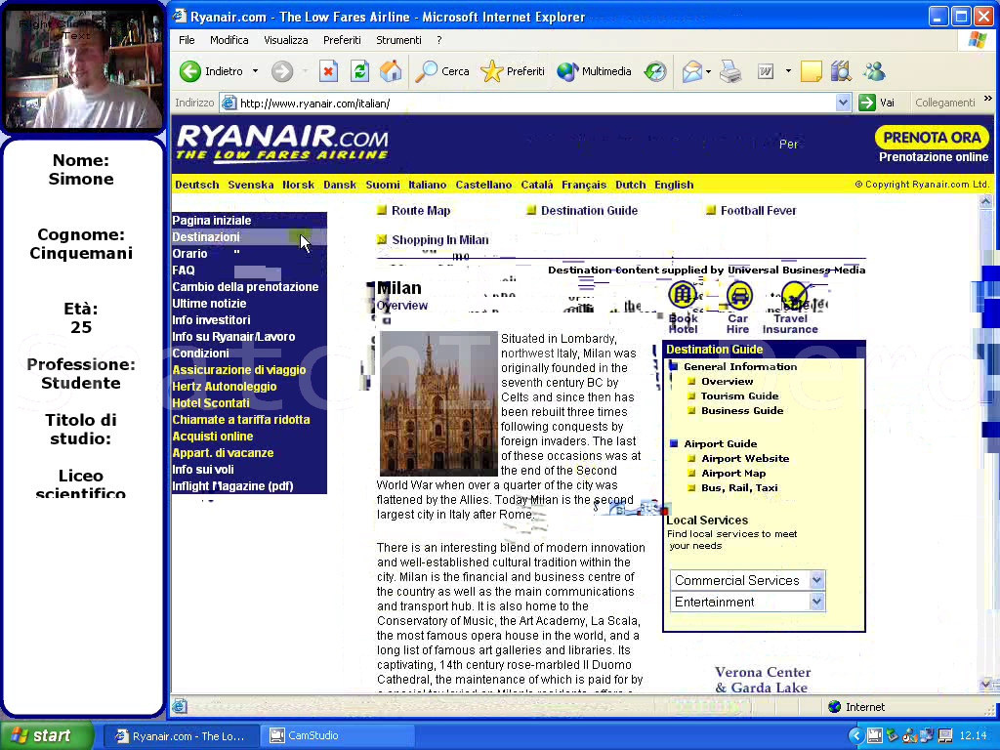 Ryanair.com - The Low Fares Airline - Microsoft Internet Explorer
File Modifica Visualizza Preferiti Strumenti ?
Indietro Cerca Preferiti Multimedia
Indirizzo http://www.ryanair.com/italian/ Vai Collegamenti »
Text
Nome:
Simone
Cognome:
Cinquemani
Età:
25
Professione:
Studente
Titolo di
studio:
Liceo
scientifico
RYANAIR.COM
THE LOW FARES AIRLINE
Per
PRENOTA ORA
Prenotazione online
Deutsch Svenska Norsk Dansk Suomi Italiano Castellano Català Français Dutch English
© Copyright Ryanair.com Ltd.
Pagina iniziale
Destinazioni
Orario
FAQ
Cambio della prenotazione
Ultime notizie
Info investitori
Info su Ryanair/Lavoro
Condizioni
Assicurazione di viaggio
Hertz Autonoleggio
Hotel Scontati
Chiamate a tariffa ridotta
Acquisti online
Appart. di vacanze
Info sui voli
Inflight Magazine (pdf)
Route Map Destination Guide Football Fever
Shopping In Milan
Destination Content supplied by Universal Business Media
Milan
Overview
Book
Hotel
Car
Hire
Travel
Insurance
Situated in Lombardy,
northwest Italy, Milan was
originally founded in the
seventh century BC by
Celts and since then has
been rebuilt three times
following conquests by
foreign invaders. The last
of these occasions was at
the end of the Second
World War when over a quarter of the city was
flattened by the Allies. Today Milan is the second
largest city in Italy after Rome.
There is an interesting blend of modern innovation
and well-established cultural tradition within the
city. Milan is the financial and business centre of
the country as well as the main communications
and transport hub. It is also home to the
Conservatory of Music, the Art Academy, La Scala,
the most famous opera house in the world, and a
long list of famous art galleries and libraries. Its
captivating, 14th century rose-marbled Il Duomo
Cathedral, the maintenance of which is paid for by
Destination Guide
General Information
Overview
Tourism Guide
Business Guide
Airport Guide
Airport Website
Airport Map
Bus, Rail, Taxi
Local Services
Find local services to meet
your needs
Commercial Services
Entertainment
Verona Center
& Garda Lake
Internet
start
Ryanair.com - The Lo...
CamStudio
12.14